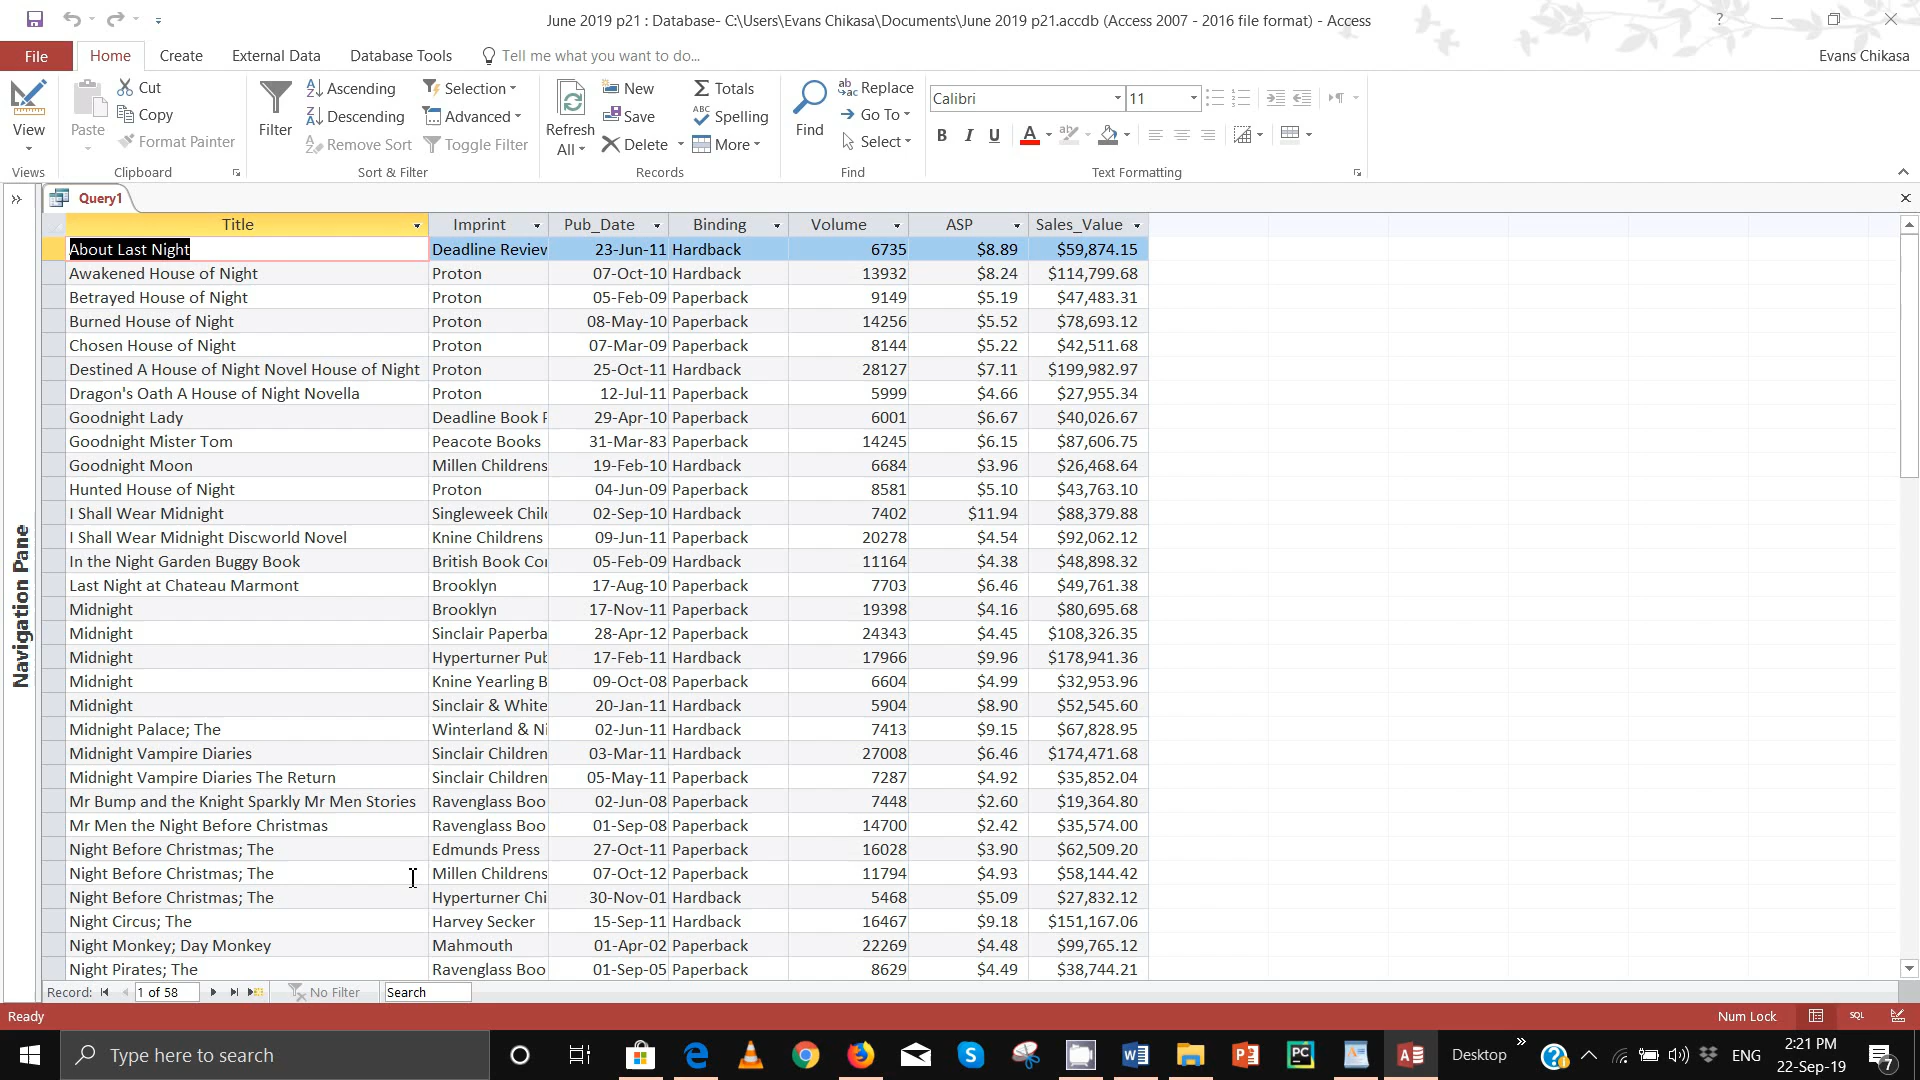 June 2019 p21 : Database- C:\Users\Evans Chikasa\Documents\June 2019 p21.accdb (Access 2007 - 2016 file format) - Access
?
File Home Create External Data Database Tools Tell me what you want to do... Evans Chikasa
View
Views
Paste
Cut
Copy
Format Painter
Clipboard
Filter
Ascending
Descending
Remove Sort
Selection
Advanced
Toggle Filter
Sort & Filter
Refresh
All
New
Save
Delete
Totals
Spelling
More
Records
Find
Replace
Go To
Select
Find
Calibri 11
B I U A
Text Formatting
Query1
Navigation Pane
Title Imprint Pub_Date Binding Volume ASP Sales_Value
About Last Night Deadline Review 23-Jun-11 Hardback 6735 $8.89 $59,874.15
Awakened House of Night Proton 07-Oct-10 Hardback 13932 $8.24 $114,799.68
Betrayed House of Night Proton 05-Feb-09 Paperback 9149 $5.19 $47,483.31
Burned House of Night Proton 08-May-10 Paperback 14256 $5.52 $78,693.12
Chosen House of Night Proton 07-Mar-09 Paperback 8144 $5.22 $42,511.68
Destined A House of Night Novel House of Night Proton 25-Oct-11 Hardback 28127 $7.11 $199,982.97
Dragon's Oath A House of Night Novella Proton 12-Jul-11 Paperback 5999 $4.66 $27,955.34
Goodnight Lady Deadline Book P 29-Apr-10 Paperback 6001 $6.67 $40,026.67
Goodnight Mister Tom Peacote Books 31-Mar-83 Paperback 14245 $6.15 $87,606.75
Goodnight Moon Millen Childrens 19-Feb-10 Hardback 6684 $3.96 $26,468.64
Hunted House of Night Proton 04-Jun-09 Paperback 8581 $5.10 $43,763.10
I Shall Wear Midnight Singleweek Chil 02-Sep-10 Hardback 7402 $11.94 $88,379.88
I Shall Wear Midnight Discworld Novel Knine Childrens 09-Jun-11 Paperback 20278 $4.54 $92,062.12
In the Night Garden Buggy Book British Book Co 05-Feb-09 Hardback 11164 $4.38 $48,898.32
Last Night at Chateau Marmont Brooklyn 17-Aug-10 Paperback 7703 $6.46 $49,761.38
Midnight Brooklyn 17-Nov-11 Paperback 19398 $4.16 $80,695.68
Midnight Sinclair Paperba 28-Apr-12 Paperback 24343 $4.45 $108,326.35
Midnight Hyperturner Pub 17-Feb-11 Hardback 17966 $9.96 $178,941.36
Midnight Knine Yearling B 09-Oct-08 Paperback 6604 $4.99 $32,953.96
Midnight Sinclair & White 20-Jan-11 Hardback 5904 $8.90 $52,545.60
Midnight Palace; The Winterland & Ni 02-Jun-11 Hardback 7413 $9.15 $67,828.95
Midnight Vampire Diaries Sinclair Children 03-Mar-11 Hardback 27008 $6.46 $174,471.68
Midnight Vampire Diaries The Return Sinclair Children 05-May-11 Paperback 7287 $4.92 $35,852.04
Mr Bump and the Knight Sparkly Mr Men Stories Ravenglass Boo 02-Jun-08 Paperback 7448 $2.60 $19,364.80
Mr Men the Night Before Christmas Ravenglass Boo 01-Sep-08 Paperback 14700 $2.42 $35,574.00
Night Before Christmas; The Edmunds Press 27-Oct-11 Paperback 16028 $3.90 $62,509.20
Night Before Christmas; The Millen Childrens 07-Oct-12 Paperback 11794 $4.93 $58,144.42
Night Before Christmas; The Hyperturner Chi 30-Nov-01 Hardback 5468 $5.09 $27,832.12
Night Circus; The Harvey Secker 15-Sep-11 Hardback 16467 $9.18 $151,167.06
Night Monkey; Day Monkey Mahmouth 01-Apr-02 Paperback 22269 $4.48 $99,765.12
Night Pirates; The Ravenglass Boo 01-Sep-05 Paperback 8629 $4.49 $38,744.21
Record: 1 of 58 No Filter Search
Ready Num Lock SQL
Type here to search Desktop ENG 2:21 PM
22-Sep-19 7